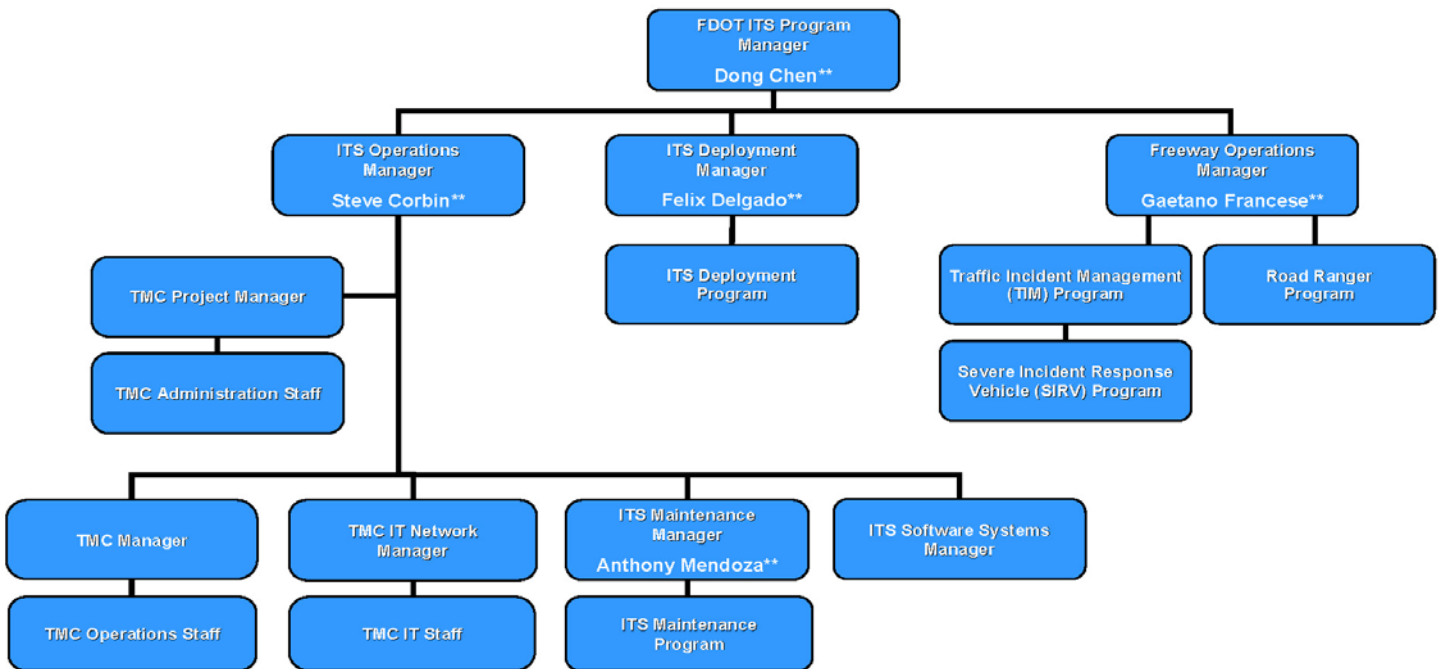 FDOT ITS Program
Manager
Dong Chen**
ITS Operations
Manager
Steve Corbin**
ITS Deployment
Manager
Felix Delgado**
Freeway Operations
Manager
Gaetano Francese**
TMC Project Manager
TMC Administration Staff
ITS Deployment
Program
Traffic Incident Management
(TIM) Program
Road Ranger
Program
Severe Incident Response
Vehicle (SIRV) Program
TMC Manager
TMC Operations Staff
TMC IT Network
Manager
TMC IT Staff
ITS Maintenance
Manager
Anthony Mendoza**
ITS Maintenance
Program
ITS Software Systems
Manager